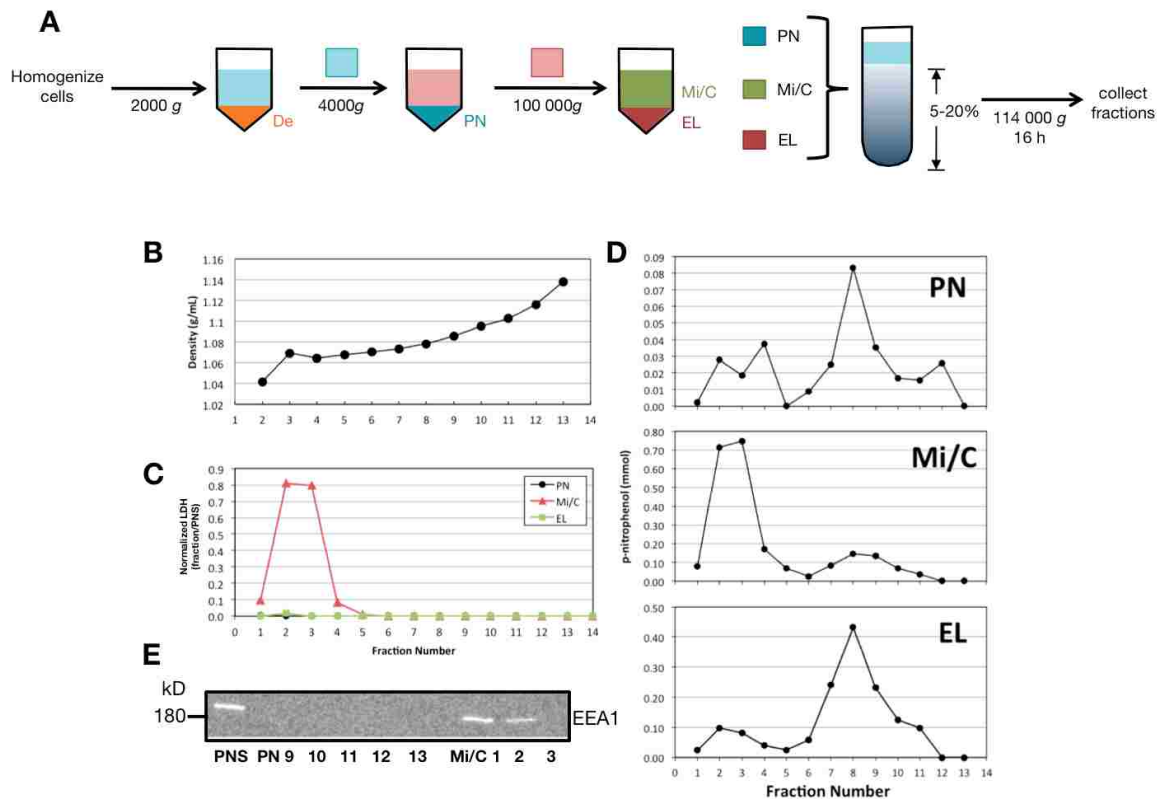 A
Homogenize
cells
2000 g
De
4000g
PN
100 000g
Mi/C
EL
PN
Mi/C
EL
5-20%
114 000 g
16 h
collect
fractions
B
Density (g/mL)
1.16
1.14
1.12
1.1
1.08
1.06
1.04
1.02
1 2 3 4 5 6 7 8 9 10 11 12 13 14
C
Normalized LDH
(fraction/PNS)
0.9
0.8
0.7
0.6
0.5
0.4
0.3
0.2
0.1
0.0
PN
Mi/C
EL
0 1 2 3 4 5 6 7 8 9 10 11 12 13 14
Fraction Number
D
p-nitrophenol (mmol)
0.09
0.08
0.07
0.06
0.05
0.04
0.03
0.02
0.01
0.00
PN
0.80
0.70
0.60
0.50
0.40
0.30
0.20
0.10
0.00
Mi/C
0.50
0.40
0.30
0.20
0.10
0.00
EL
0 1 2 3 4 5 6 7 8 9 10 11 12 13 14
Fraction Number
E
kD
180
EEA1
PNS PN 9 10 11 12 13 Mi/C 1 2 3